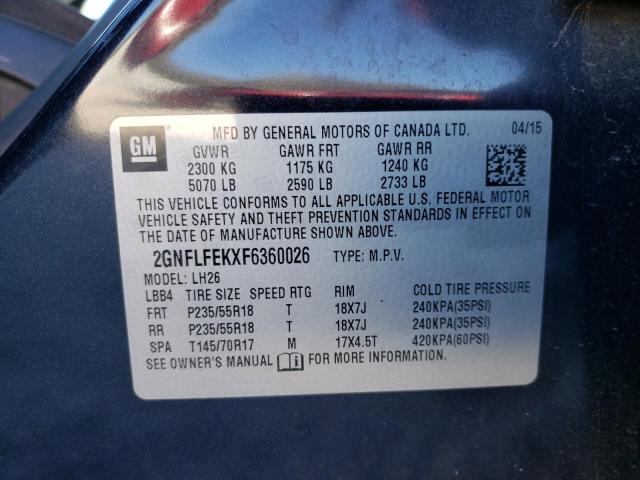 GM
MFD BY GENERAL MOTORS OF CANADA LTD. 04/15
GVWR GAWR FRT GAWR RR
2300 KG 1175 KG 1240 KG
5070 LB 2590 LB 2733 LB
THIS VEHICLE CONFORMS TO ALL APPLICABLE U.S. FEDERAL MOTOR
VEHICLE SAFETY AND THEFT PREVENTION STANDARDS IN EFFECT ON
THE DATE OF MANUFACTURE SHOWN ABOVE.
2GNFLFEKXF6360026 TYPE: M.P.V.
MODEL: LH26
LBB4 TIRE SIZE SPEED RTG RIM COLD TIRE PRESSURE
FRT P235/55R18 T 18X7J 240KPA(35PSI)
RR P235/55R18 T 18X7J 240KPA(35PSI)
SPA T145/70R17 M 17X4.5T 420KPA(60PSI)
SEE OWNER'S MANUAL FOR MORE INFORMATION.